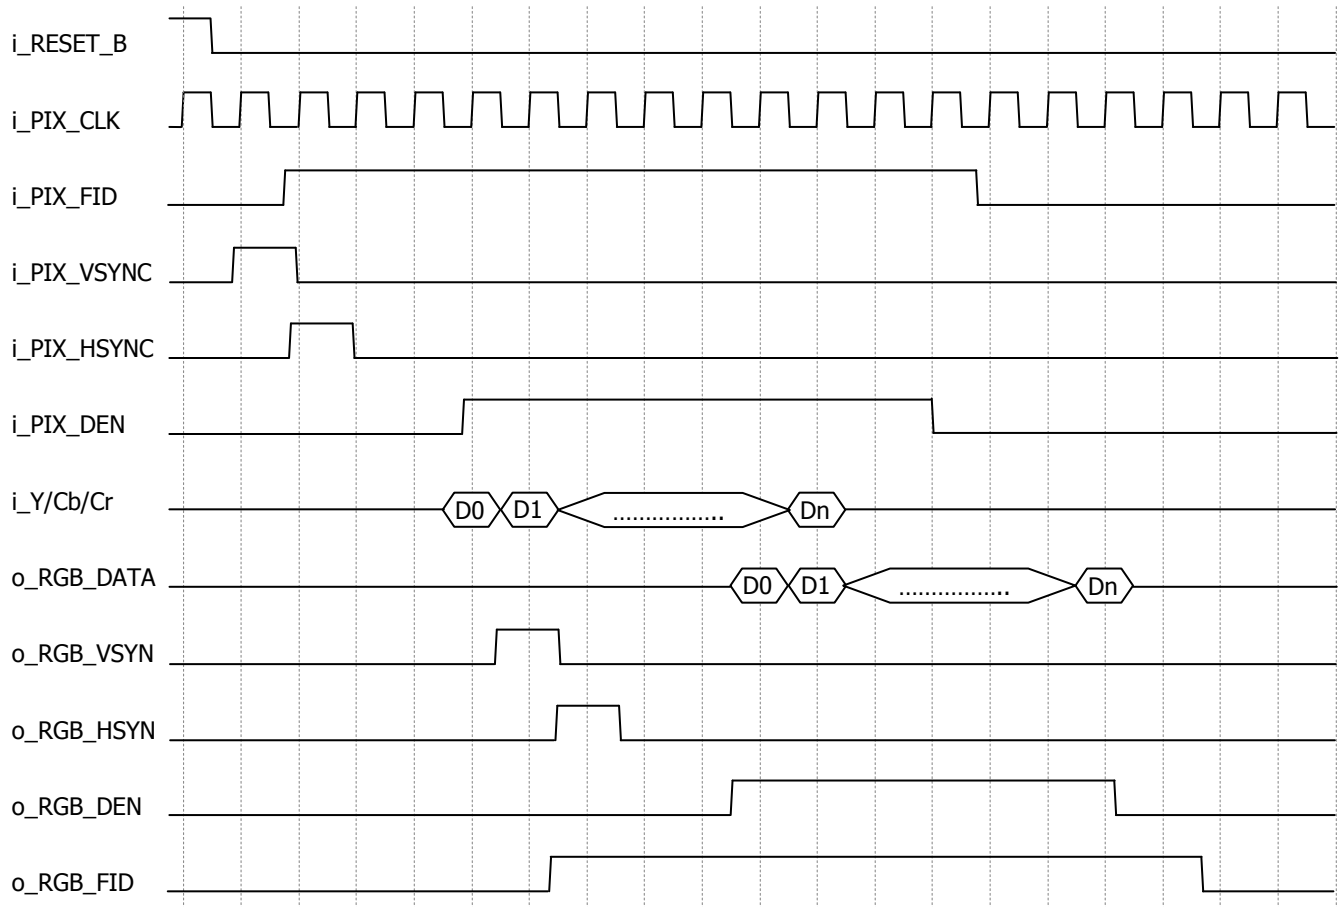 i_RESET_B
i_PIX_CLK
i_PIX_FID
i_PIX_VSYNC
i_PIX_HSYNC
i_PIX_DEN
i_Y/Cb/Cr D0 D1 ................. Dn
o_RGB_DATA D0 D1 ................. Dn
o_RGB_VSYN
o_RGB_HSYN
o_RGB_DEN
o_RGB_FID